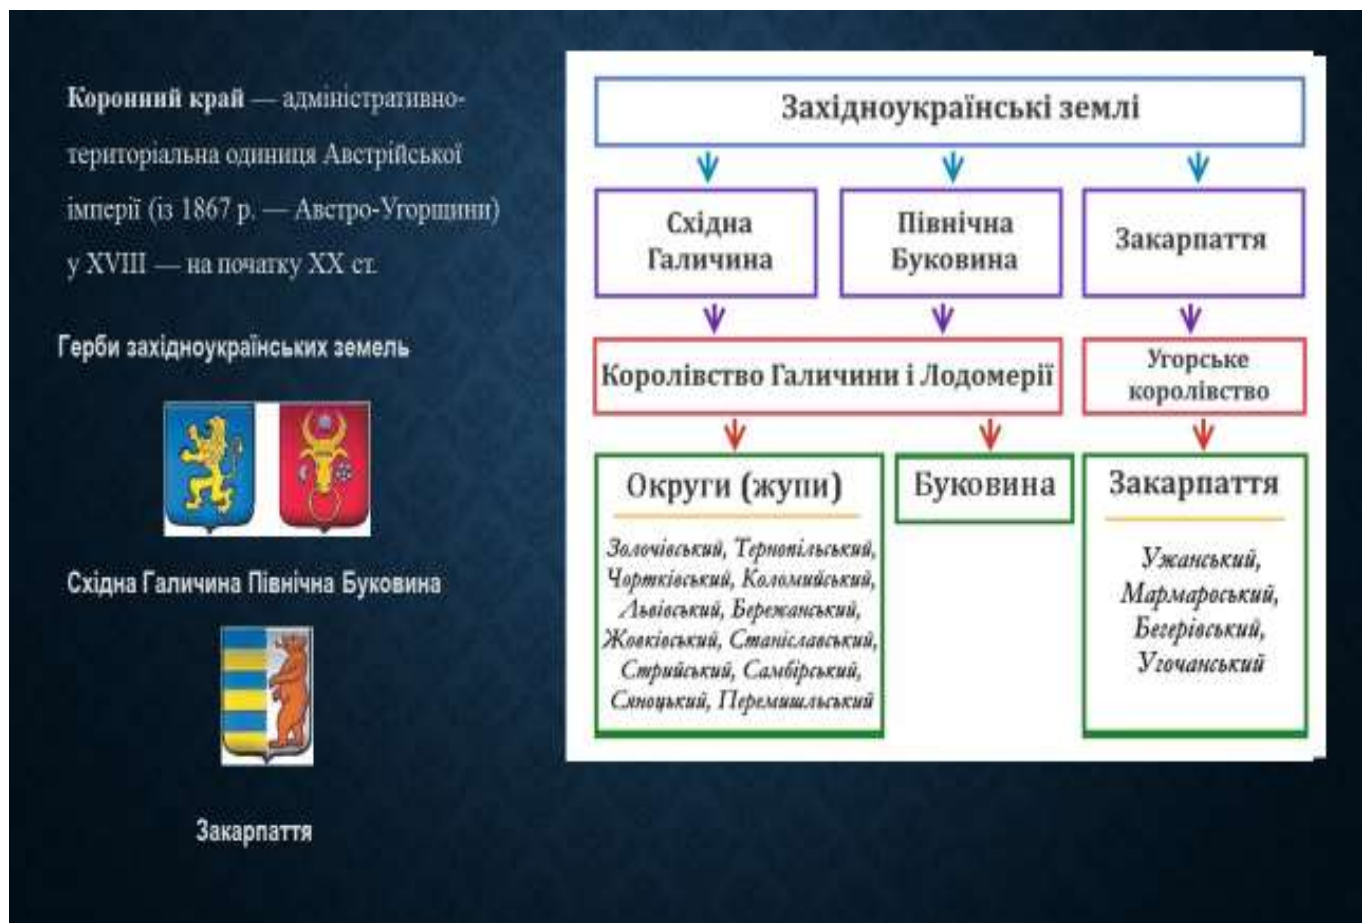 Коронний край — адміністративно-
територіальна одиниця Австрійської
імперії (із 1867 р. — Австро-Угорщини)
у XVIII — на початку XX ст.
Герби західноукраїнських земель
Східна Галичина Північна Буковина
Закарпаття
Західноукраїнські землі
Східна
Галичина
Північна
Буковина
Закарпаття
Королівство Галичини і Лодомерії
Угорське
королівство
Округи (жупи)
Золочівський, Тернопільський,
Чортківський, Коломийський,
Львівський, Бережанський,
Жовківський, Станіславський,
Стрийський, Самбірський,
Сяноцький, Перемишльський
Буковина
Закарпаття
Ужанський,
Мармароський,
Берегівський,
Угочанський